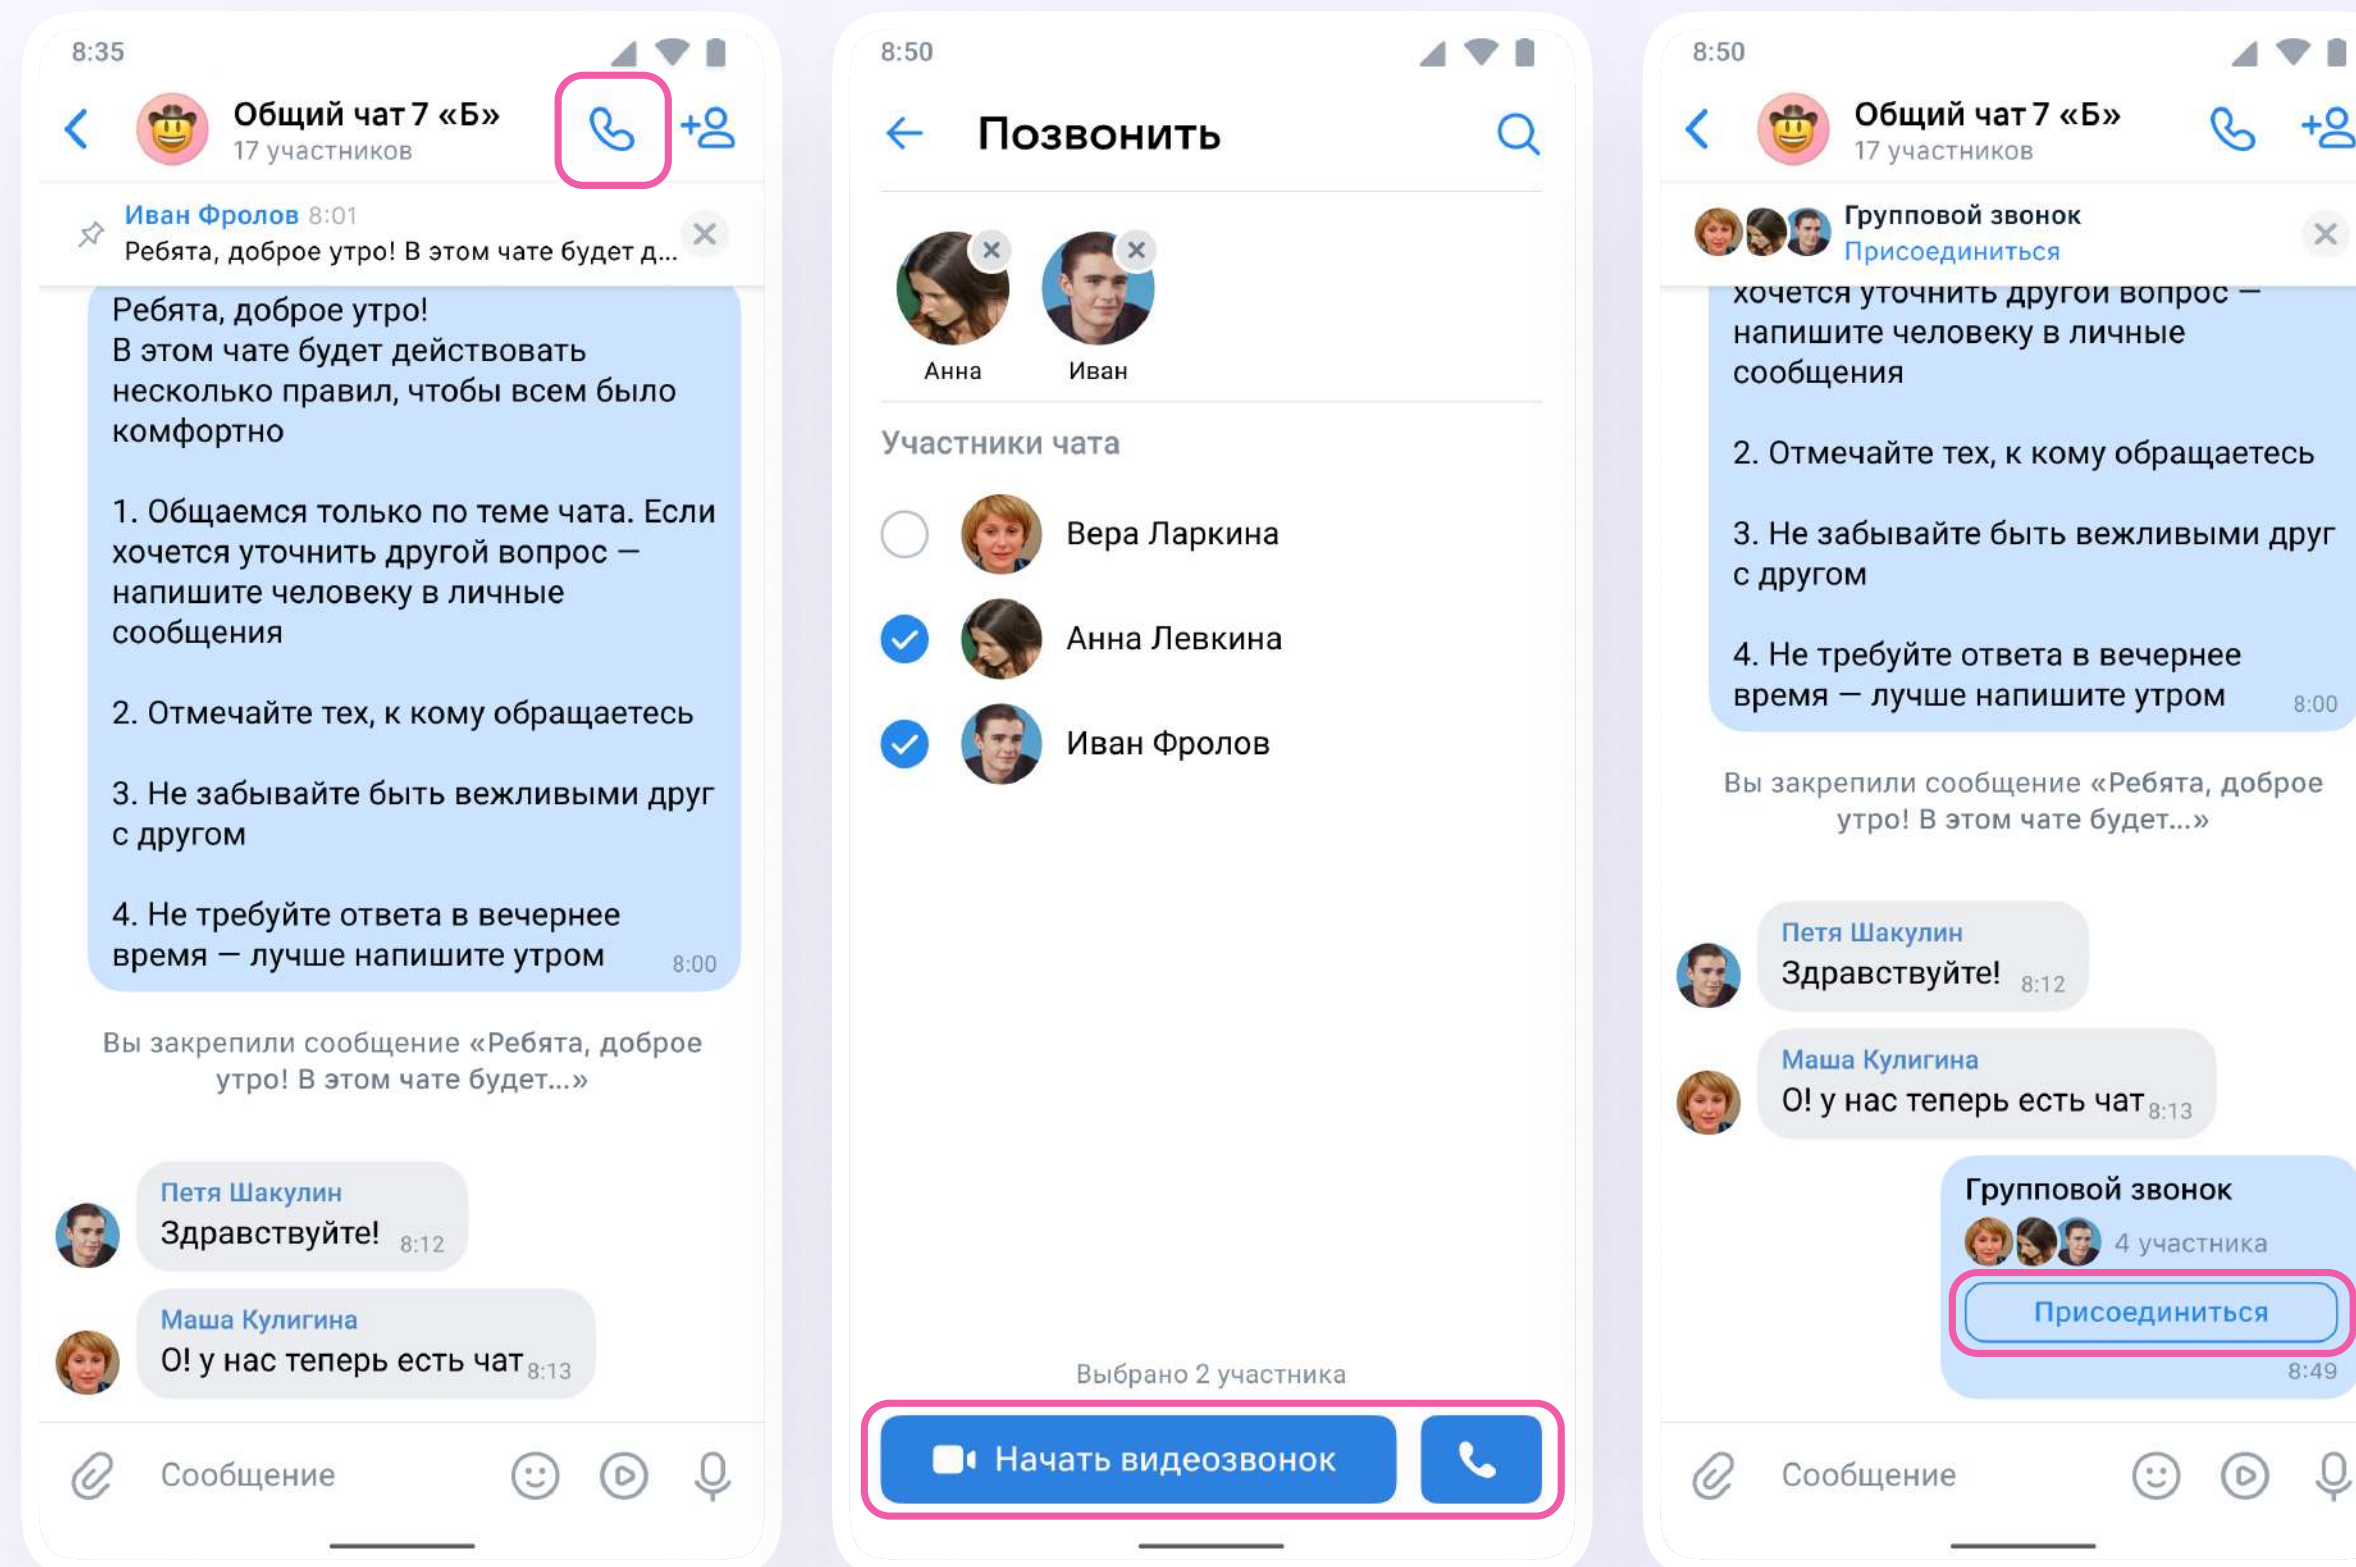 8:35
Общий чат 7 «Б»
17 участников
Иван Фролов 8:01
Ребята, доброе утро! В этом чате будет д...
Ребята, доброе утро!
В этом чате будет действовать
несколько правил, чтобы всем было
комфортно
1. Общаемся только по теме чата. Если
хочется уточнить другой вопрос —
напишите человеку в личные
сообщения
2. Отмечайте тех, к кому обращаетесь
3. Не забывайте быть вежливыми друг
с другом
4. Не требуйте ответа в вечернее
время — лучше напишите утром 8:00
Вы закрепили сообщение «Ребята, доброе
утро! В этом чате будет...»
Петя Шакулин
Здравствуйте! 8:12
Маша Кулигина
О! у нас теперь есть чат 8:13
Сообщение
8:50
Позвонить
Анна Иван
Участники чата
Вера Ларкина
Анна Левкина
Иван Фролов
Выбрано 2 участника
Начать видеозвонок
8:50
Общий чат 7 «Б»
17 участников
Групповой звонок
Присоединиться
хочется уточнить другой вопрос —
напишите человеку в личные
сообщения
2. Отмечайте тех, к кому обращаетесь
3. Не забывайте быть вежливыми друг
с другом
4. Не требуйте ответа в вечернее
время — лучше напишите утром 8:00
Вы закрепили сообщение «Ребята, доброе
утро! В этом чате будет...»
Петя Шакулин
Здравствуйте! 8:12
Маша Кулигина
О! у нас теперь есть чат 8:13
Групповой звонок
4 участника
Присоединиться
8:49
Сообщение